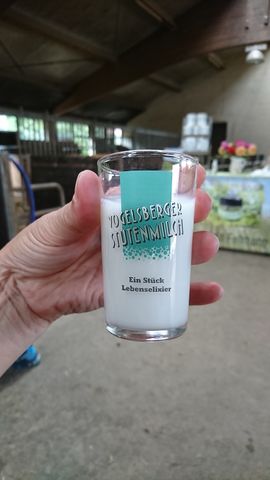 VOGELSBERGER
STUTENMILCH
Ein Stück
Lebenselixier